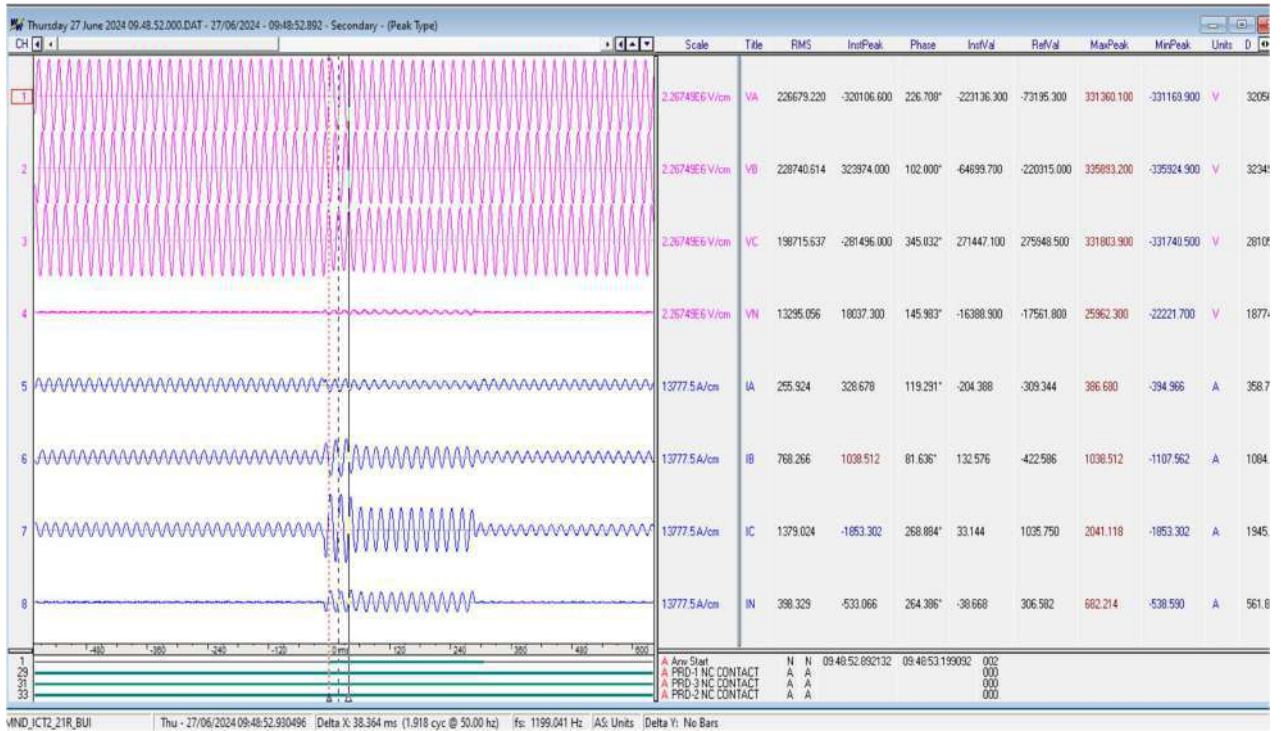 Thursday 27 June 2024 09.48.52.000.DAT - 27/06/2024 - 09:48:52.892 - Secondary - (Peak Type)
CH Scale Title RMS InstPeak Phase InstVal RefVal MaxPeak MinPeak Units D
1 2.26749E6 V/cm VA 226679.220 -320106.600 226.708° -223136.300 -73195.300 331360.100 -331169.900 V 3205
2 2.26749E6 V/cm VB 228740.614 323974.000 102.000° -64699.700 -220315.000 335893.200 -335924.900 V 3234
3 2.26749E6 V/cm VC 198715.637 -281496.000 345.032° 271447.100 275948.500 331803.900 -331740.500 V 2810
4 2.26749E6 V/cm VN 13295.056 18037.300 145.983° -16388.900 -17561.800 25962.300 -22221.700 V 1877
5 13777.5 A/cm IA 255.924 328.678 119.291° -204.388 -309.344 386.680 -394.966 A 358.7
6 13777.5 A/cm IB 768.266 1038.512 81.636° 132.576 -422.586 1038.512 -1107.562 A 1084.
7 13777.5 A/cm IC 1379.024 -1853.302 268.884° 33.144 1035.750 2041.118 -1853.302 A 1945.
8 13777.5 A/cm IN 398.329 -533.066 264.386° -38.668 306.582 682.214 -538.590 A 561.8
-480 -360 -240 -120 0 ms 120 240 360 480 600
1 A Any Start N N 09:48:52.892132 09:48:53.199092 002
29 A PRD-1 NC CONTACT A A 000
31 A PRD-3 NC CONTACT A A 000
33 A PRD-2 NC CONTACT A A 000
MND_ICT2_21R_BUI Thu - 27/06/2024 09:48:52.930496 Delta X: 38.364 ms (1.918 cyc @ 50.00 hz) fs: 1199.041 Hz AS: Units Delta Y: No Bars